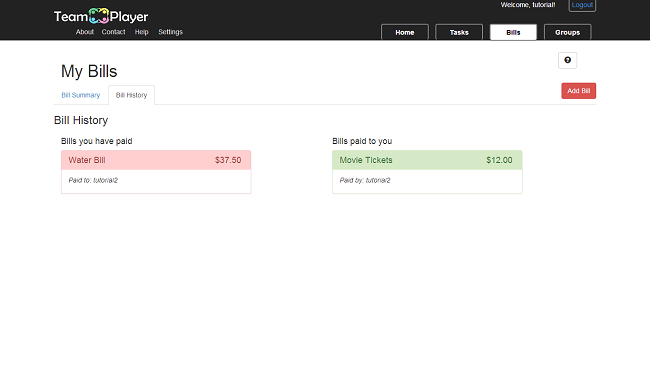 Welcome, tutorial! Logout
Team Player
About Contact Help Settings
Home Tasks Bills Groups
?
My Bills
Bill Summary Bill History Add Bill
Bill History
Bills you have paid Bills paid to you
Water Bill $37.50 Movie Tickets $12.00
Paid to: tutorial2 Paid by: tutorial2